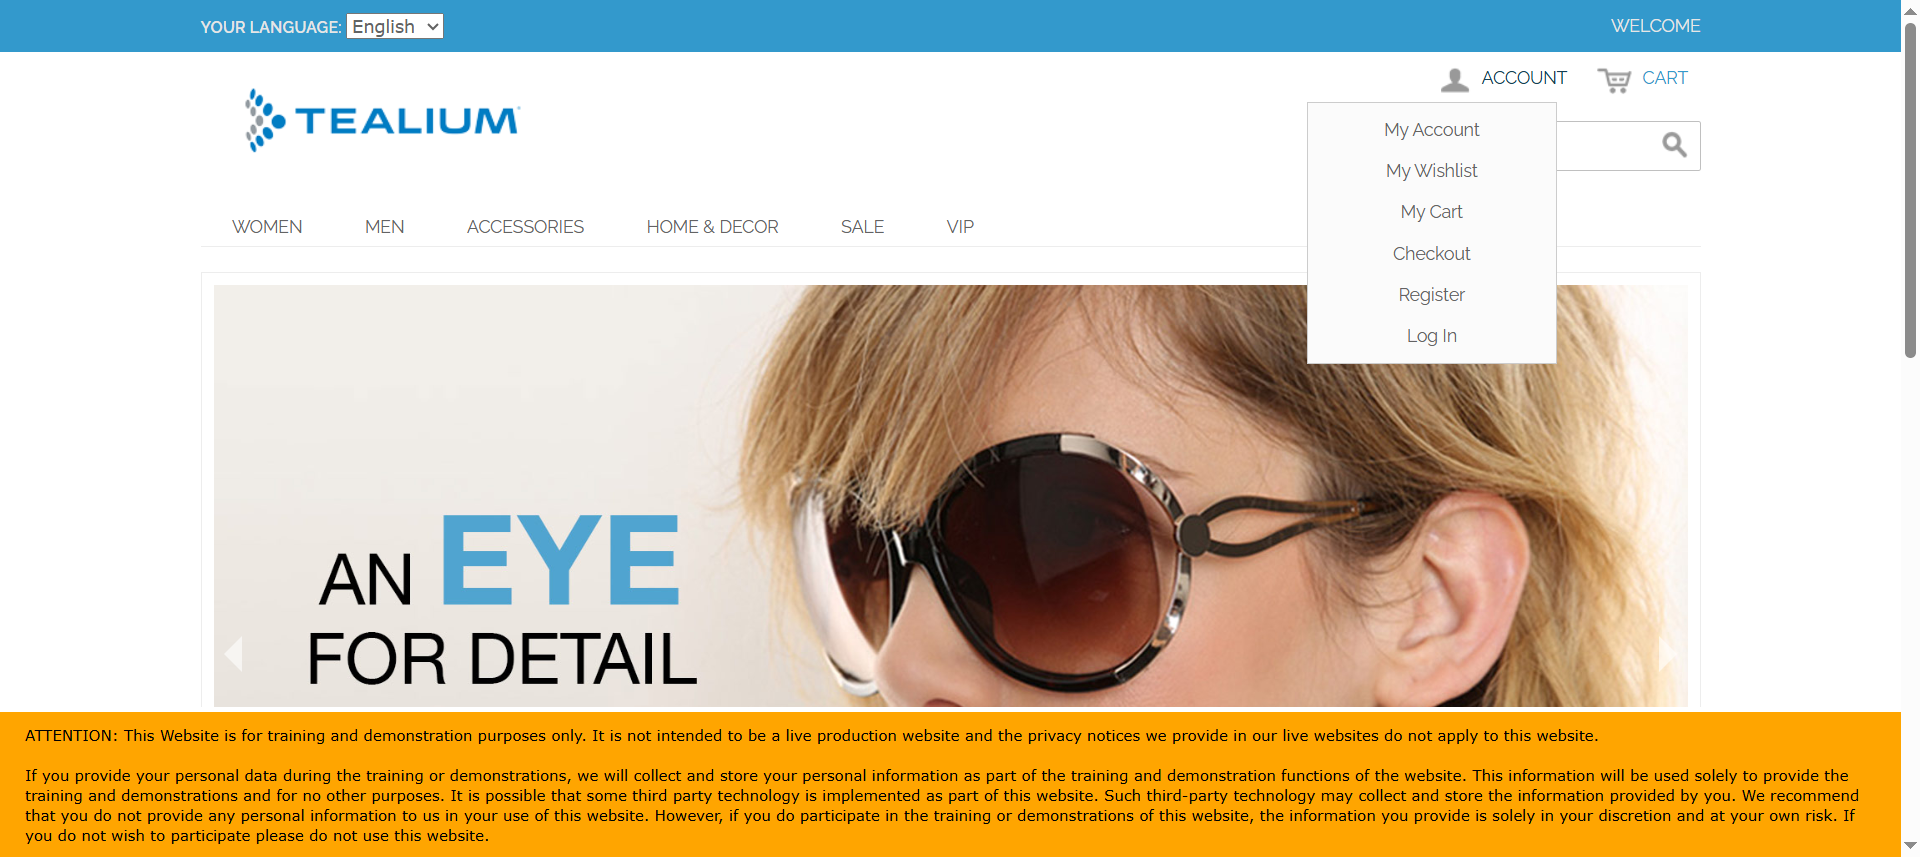 YOUR LANGUAGE: English
WELCOME
ACCOUNT
CART
TEALIUM
My Account
My Wishlist
My Cart
Checkout
Register
Log In
WOMEN
MEN
ACCESSORIES
HOME & DECOR
SALE
VIP
AN EYE
FOR DETAIL
ATTENTION: This Website is for training and demonstration purposes only. It is not intended to be a live production website and the privacy notices we provide in our live websites do not apply to this website.
If you provide your personal data during the training or demonstrations, we will collect and store your personal information as part of the training and demonstration functions of the website. This information will be used solely to provide the
training and demonstrations and for no other purposes. It is possible that some third party technology is implemented as part of this website. Such third-party technology may collect and store the information provided by you. We recommend
that you do not provide any personal information to us in your use of this website. However, if you do participate in the training or demonstrations of this website, the information you provide is solely in your discretion and at your own risk. If
you do not wish to participate please do not use this website.